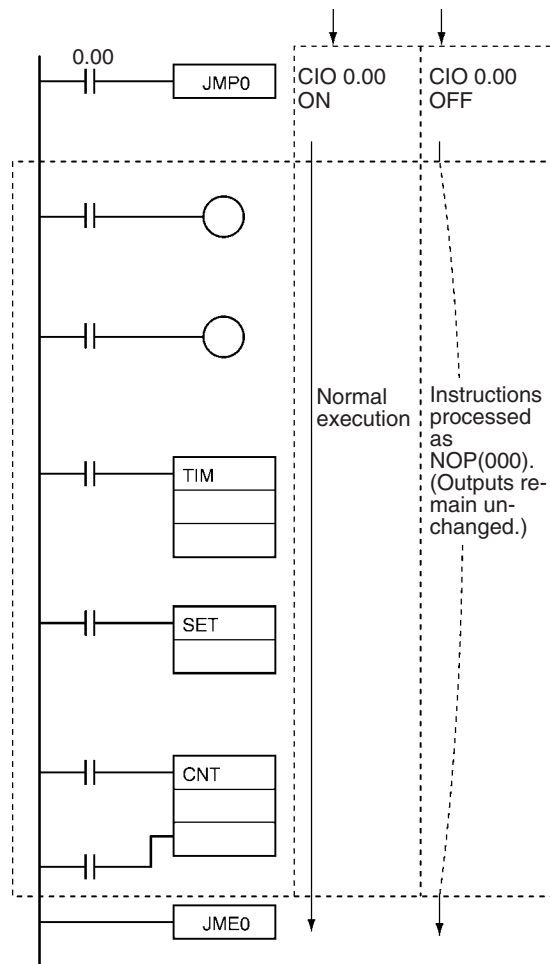 0.00
JMP0
CIO 0.00
ON
CIO 0.00
OFF
Normal
execution
Instructions
processed
as
NOP(000).
(Outputs re-
main un-
changed.)
TIM
SET
CNT
JME0